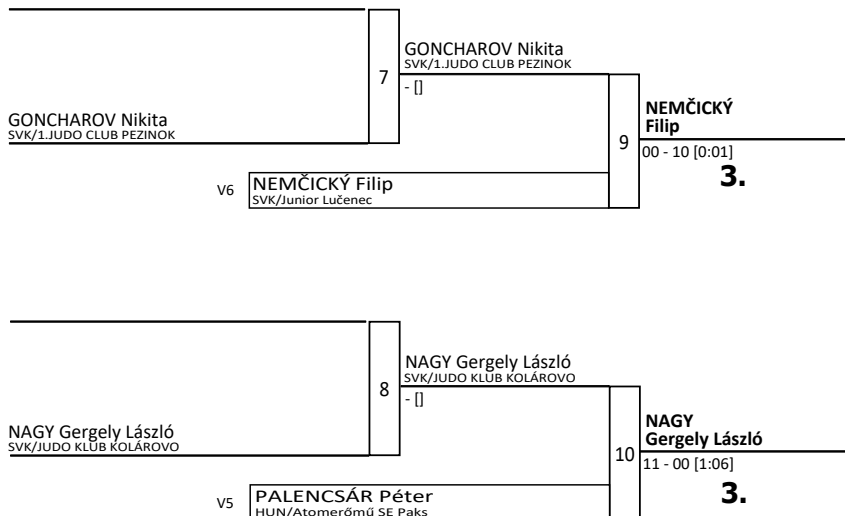 GONCHAROV Nikita
SVK/1.JUDO CLUB PEZINOK
7
GONCHAROV Nikita
SVK/1.JUDO CLUB PEZINOK
- []
V6
NEMČICKÝ Filip
SVK/Junior Lučenec
9
NEMČICKÝ
Filip
00 - 10 [0:01]
3.
NAGY Gergely László
SVK/JUDO KLUB KOLÁROVO
8
NAGY Gergely László
SVK/JUDO KLUB KOLÁROVO
- []
V5
PALENCSÁR Péter
HUN/Atomerőmű SE Paks
10
NAGY
Gergely László
11 - 00 [1:06]
3.